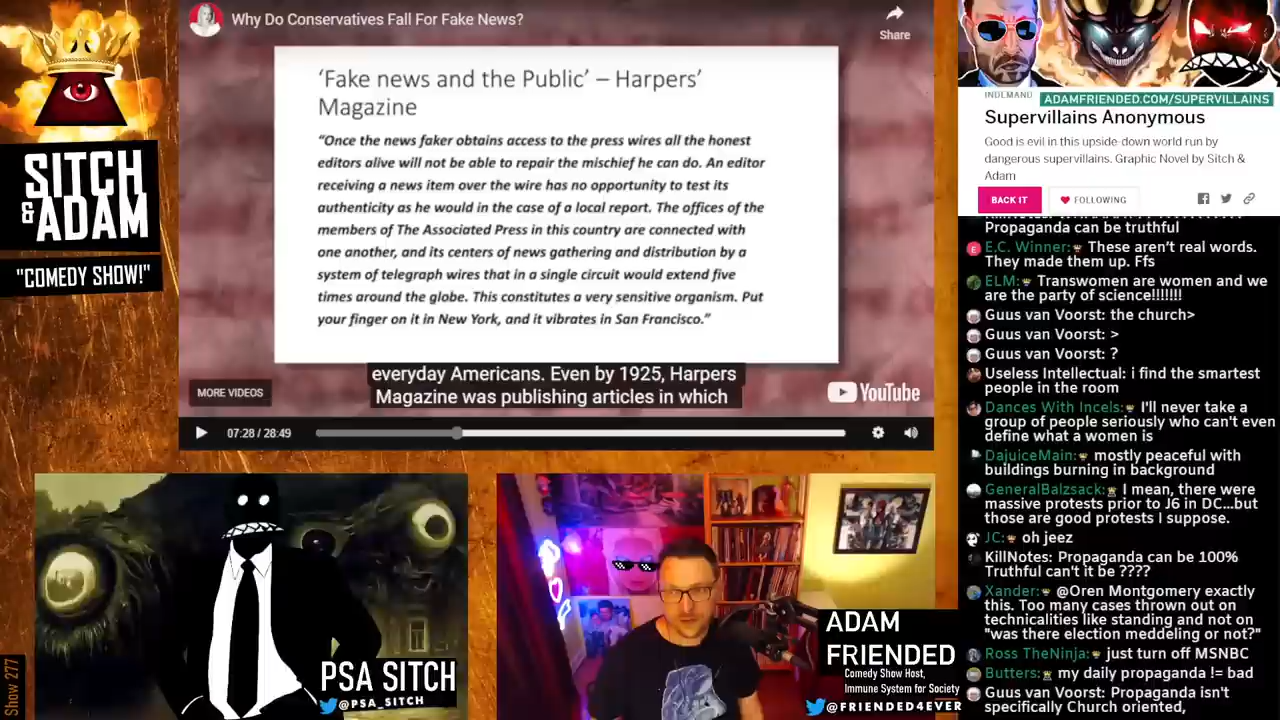 Why Do Conservatives Fall For Fake News?
Share
‘Fake news and the Public’ – Harpers’
Magazine
“Once the news faker obtains access to the press wires all the honest
editors alive will not be able to repair the mischief he can do. An editor
receiving a news item over the wire has no opportunity to test its
authenticity as he would in the case of a local report. The offices of the
members of The Associated Press in this country are connected with
one another, and its centers of news gathering and distribution by a
system of telegraph wires that in a single circuit would extend five
times around the globe. This constitutes a very sensitive organism. Put
your finger on it in New York, and it vibrates in San Francisco.”
everyday Americans. Even by 1925, Harpers
Magazine was publishing articles in which
MORE VIDEOS
YouTube
07:28 / 28:49
SITCH
& ADAM
"COMEDY SHOW!"
Show 277
PSA SITCH
@PSA_SITCH
ADAM
FRIENDED
Comedy Show Host,
Immune System for Society
@FRIENDED4EVER
INDEMAND
ADAMFRIENDED.COM/SUPERVILLAINS
Supervillains Anonymous
Good is evil in this upside-down world run by
dangerous supervillains. Graphic Novel by Sitch &
Adam
BACK IT
FOLLOWING
Propaganda can be truthful
E.C. Winner: These aren’t real words.
They made them up. Ffs
ELM: Transwomen are women and we
are the party of science!!!!!!!
Guus van Voorst: the church>
Guus van Voorst: >
Guus van Voorst: ?
Useless Intellectual: i find the smartest
people in the room
Dances With Incels: I'll never take a
group of people seriously who can't even
define what a women is
DajuiceMain: mostly peaceful with
buildings burning in background
GeneralBalzsack: I mean, there were
massive protests prior to J6 in DC...but
those are good protests I suppose.
JC: oh jeez
KillNotes: Propaganda can be 100%
Truthful can't it be ????
Xander: @Oren Montgomery exactly
this. Too many cases thrown out on
technicalities like standing and not on
"was there election meddeling or not?"
Ross TheNinja: just turn off MSNBC
Butters: my daily propaganda != bad
Guus van Voorst: Propaganda isn't
specifically Church oriented,